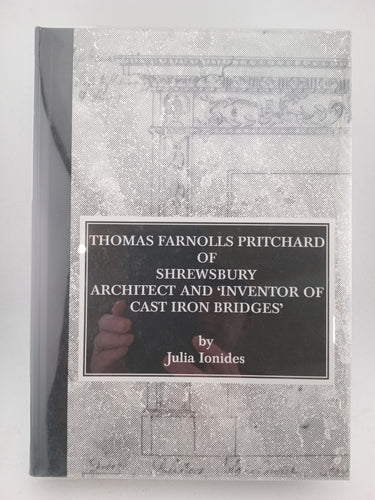 THOMAS FARNOLLS PRITCHARD
OF
SHREWSBURY
ARCHITECT AND ‘INVENTOR OF
CAST IRON BRIDGES’
by
Julia Ionides